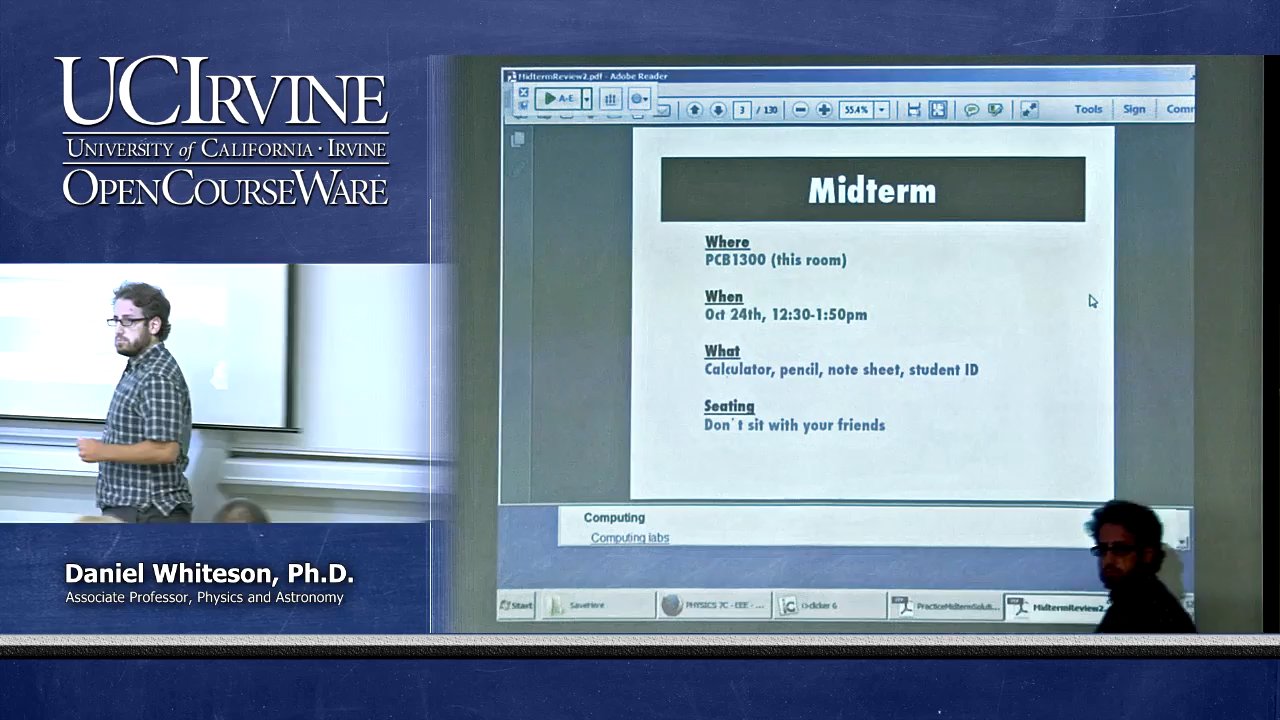 UCIRVINE
UNIVERSITY of CALIFORNIA · IRVINE
OPENCOURSEWARE
Daniel Whiteson, Ph.D.
Associate Professor, Physics and Astronomy
MidtermReview2.pdf - Adobe Reader
A-E
3 / 130
55.4%
Tools
Sign
Comm
Midterm
Where
PCB1300 (this room)
When
Oct 24th, 12:30-1:50pm
What
Calculator, pencil, note sheet, student ID
Seating
Don't sit with your friends
Computing
Computing labs
Start
SaveHere
PHYSICS 7C - EEE - ...
i>clicker 6
PracticeMidtermSoluti...
MidtermReview2.